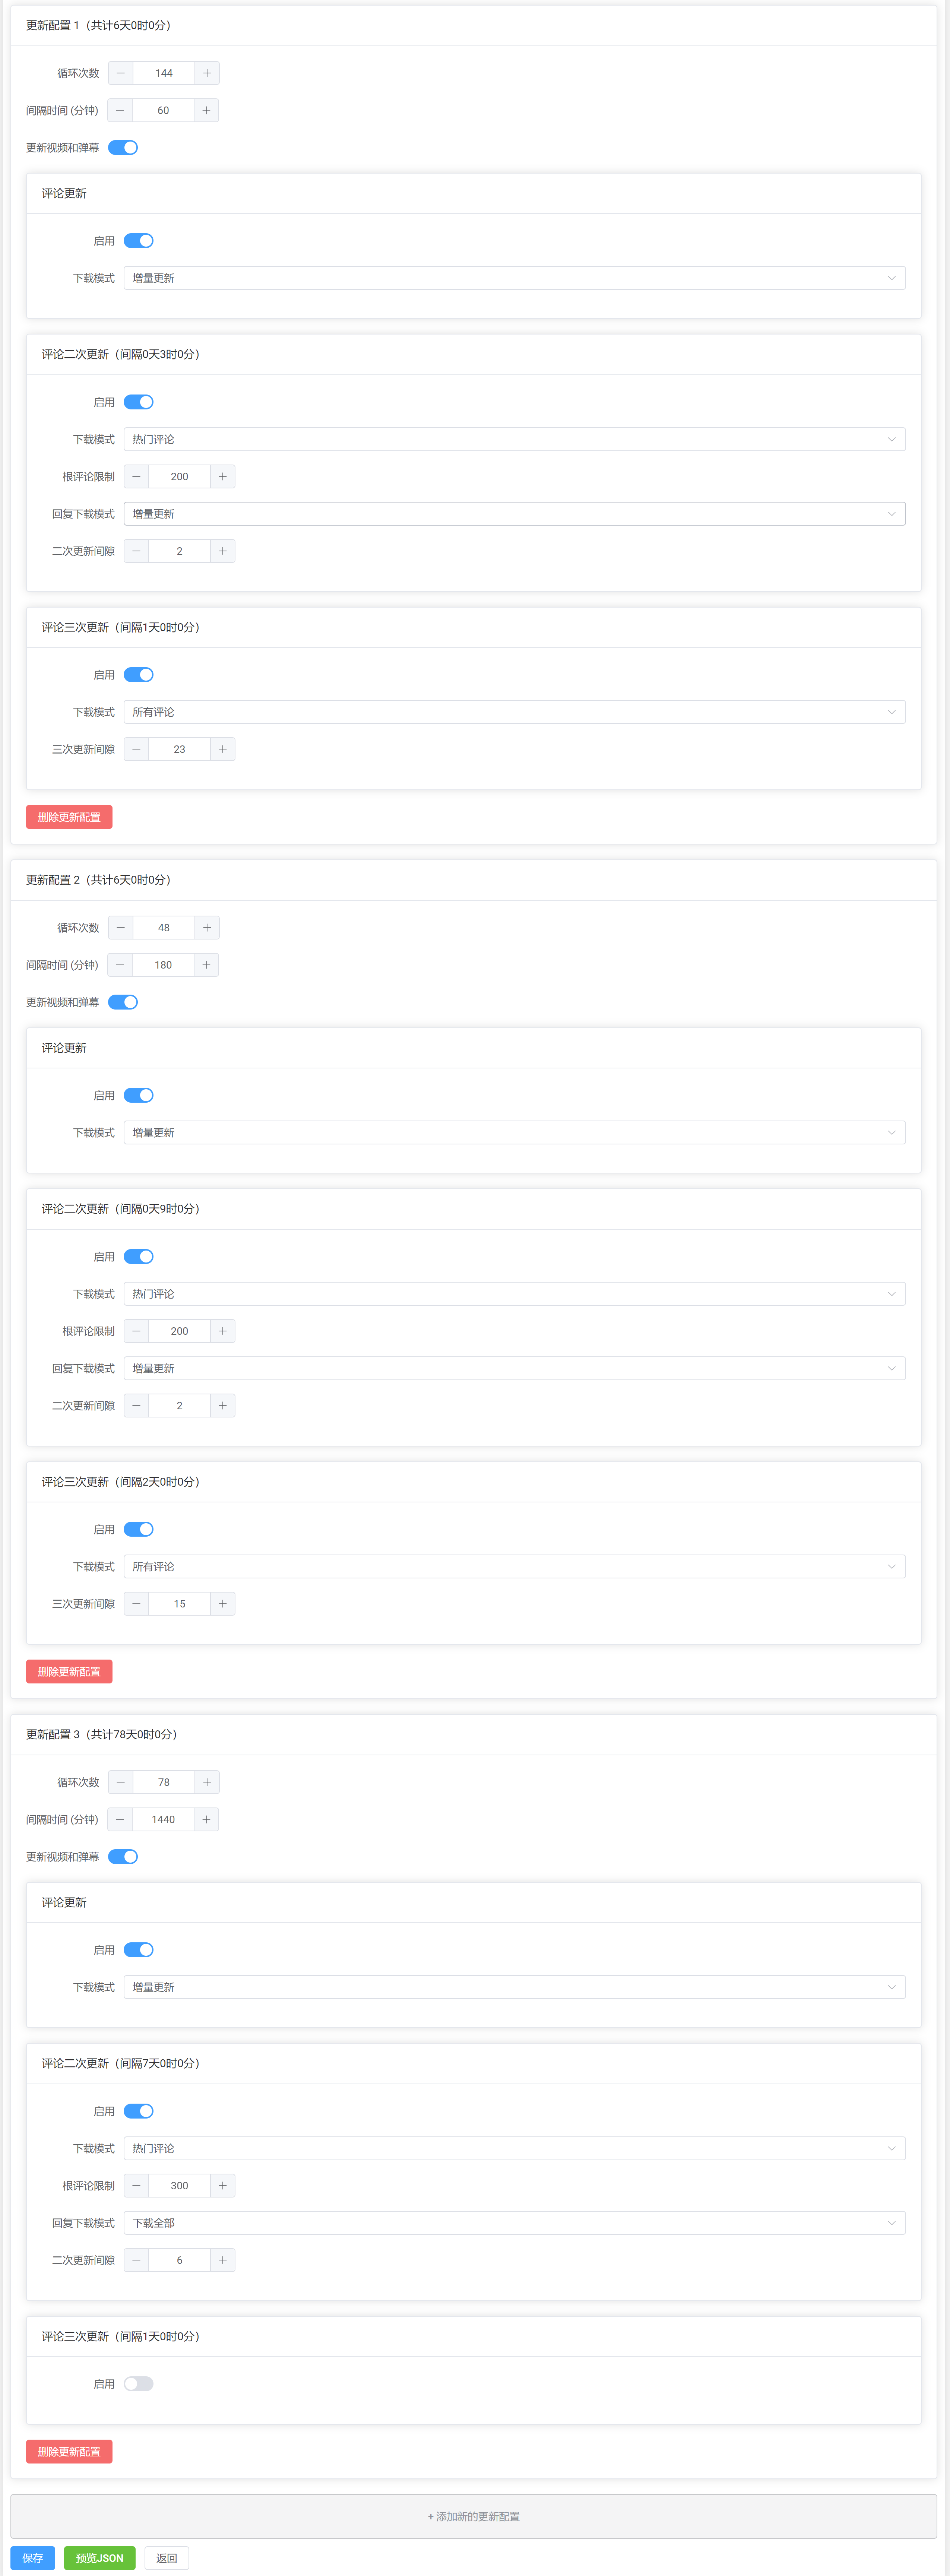 更新配置 1（共计6天0时0分）
循环次数 144
间隔时间 (分钟) 60
更新视频和弹幕
评论更新
启用
下载模式 增量更新
评论二次更新（间隔0天3时0分）
启用
下载模式 热门评论
根评论限制 200
回复下载模式 增量更新
二次更新间隙 2
评论三次更新（间隔1天0时0分）
启用
下载模式 所有评论
三次更新间隙 23
删除更新配置
更新配置 2（共计6天0时0分）
循环次数 48
间隔时间 (分钟) 180
更新视频和弹幕
评论更新
启用
下载模式 增量更新
评论二次更新（间隔0天9时0分）
启用
下载模式 热门评论
根评论限制 200
回复下载模式 增量更新
二次更新间隙 2
评论三次更新（间隔2天0时0分）
启用
下载模式 所有评论
三次更新间隙 15
删除更新配置
更新配置 3（共计78天0时0分）
循环次数 78
间隔时间 (分钟) 1440
更新视频和弹幕
评论更新
启用
下载模式 增量更新
评论二次更新（间隔7天0时0分）
启用
下载模式 热门评论
根评论限制 300
回复下载模式 下载全部
二次更新间隙 6
评论三次更新（间隔1天0时0分）
启用
删除更新配置
+ 添加新的更新配置
保存 预览JSON 返回